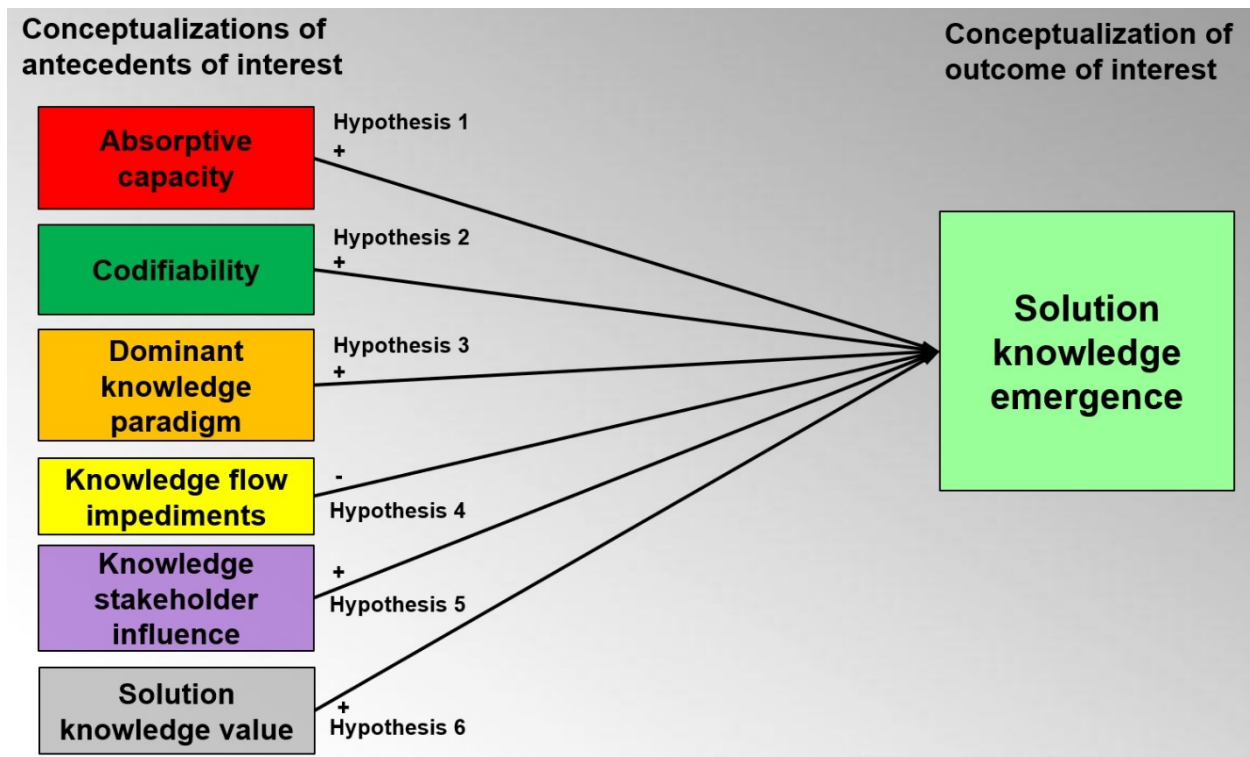 Conceptualizations of
antecedents of interest
Conceptualization of
outcome of interest
Absorptive
capacity
Hypothesis 1
+
Codifiability
Hypothesis 2
+
Dominant
knowledge
paradigm
Hypothesis 3
+
Knowledge flow
impediments
-
Hypothesis 4
Knowledge
stakeholder
influence
+
Hypothesis 5
Solution
knowledge value
+
Hypothesis 6
Solution
knowledge
emergence